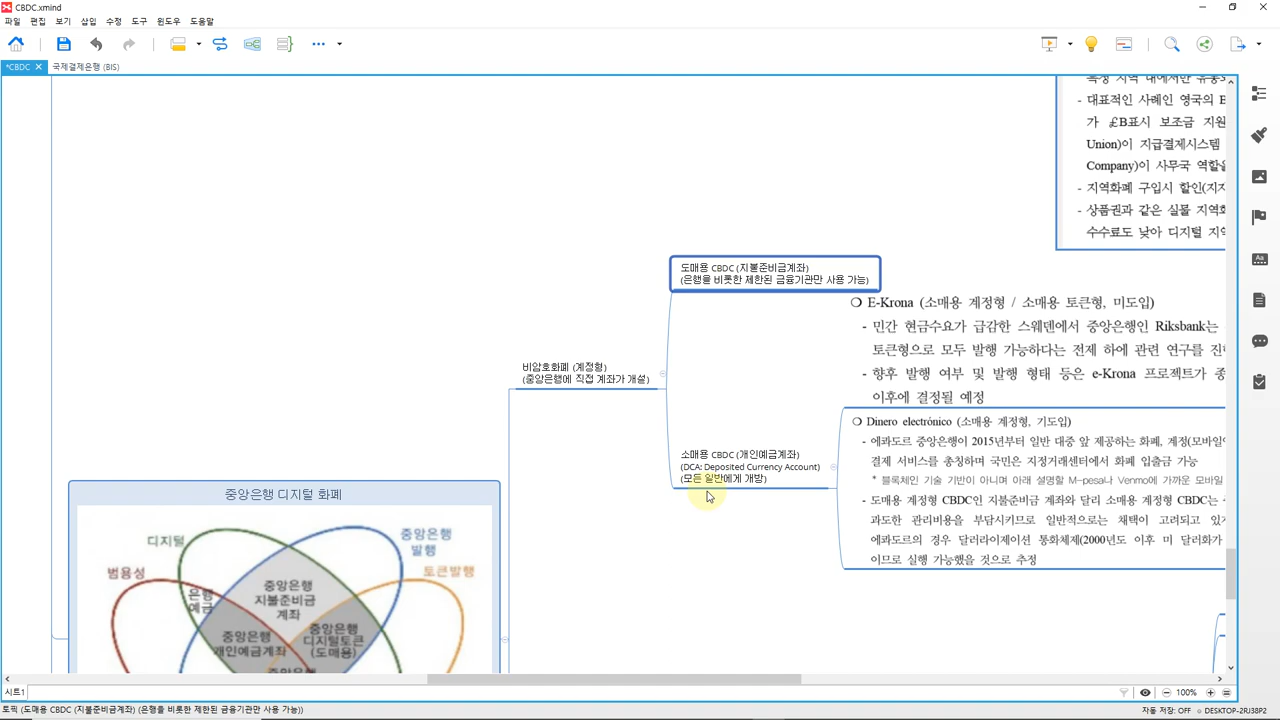 CBDC.xmind
파일 편집 보기 삽입 수정 도구 윈도우 도움말
*CBDC
국제결제은행 (BIS)
- 대표적인 사례인 영국의 B
가 £B표시 보조금 지원
Union)이 지급결제시스템
Company)이 사무국 역할을
- 지역화폐 구입시 할인(지자
- 상품권과 같은 실물 지역화
수수료도 낮아 디지털 지역
도매용 CBDC (지불준비금계좌)
(은행을 비롯한 제한된 금융기관만 사용 가능)
❍ E-Krona (소매용 계정형 / 소매용 토큰형, 미도입)
- 민간 현금수요가 급감한 스웨덴에서 중앙은행인 Riksbank는
토큰형으로 모두 발행 가능하다는 전제 하에 관련 연구를 진
- 향후 발행 여부 및 발행 형태 등은 e-Krona 프로젝트가 종
이후에 결정될 예정
비암호화폐 (계정형)
(중앙은행에 직접 계좌가 개설)
❍ Dinero electrónico (소매용 계정형, 기도입)
- 에콰도르 중앙은행이 2015년부터 일반 대중 앞 제공하는 화폐, 계정(모바일
결제 서비스를 총칭하며 국민은 지정거래센터에서 화폐 입출금 가능
* 블록체인 기술 기반이 아니며 아래 설명할 M-pesa나 Venmo에 가까운 모바일
- 도매용 계정형 CBDC인 지불준비금 계좌와 달리 소매용 계정형 CBDC는
과도한 관리비용을 부담시키므로 일반적으로는 채택이 고려되고 있지
에콰도르의 경우 달러라이제이션 통화체제(2000년도 이후 미 달러화가
이므로 실행 가능했을 것으로 추정
소매용 CBDC (개인예금계좌)
(DCA: Deposited Currency Account)
(모든 일반에게 개방)
중앙은행 디지털 화폐
디지털
중앙은행
발행
범용성
토큰발행
은행
예금
중앙은행
지불준비금
계좌
중앙은행
개인예금계좌
중앙은행
디지털토큰
(도매용)
시트1
100%
토픽 (도매용 CBDC (지불준비금계좌) (은행을 비롯한 제한된 금융기관만 사용 가능))
자동 저장: OFF
DESKTOP-2RJ38P2